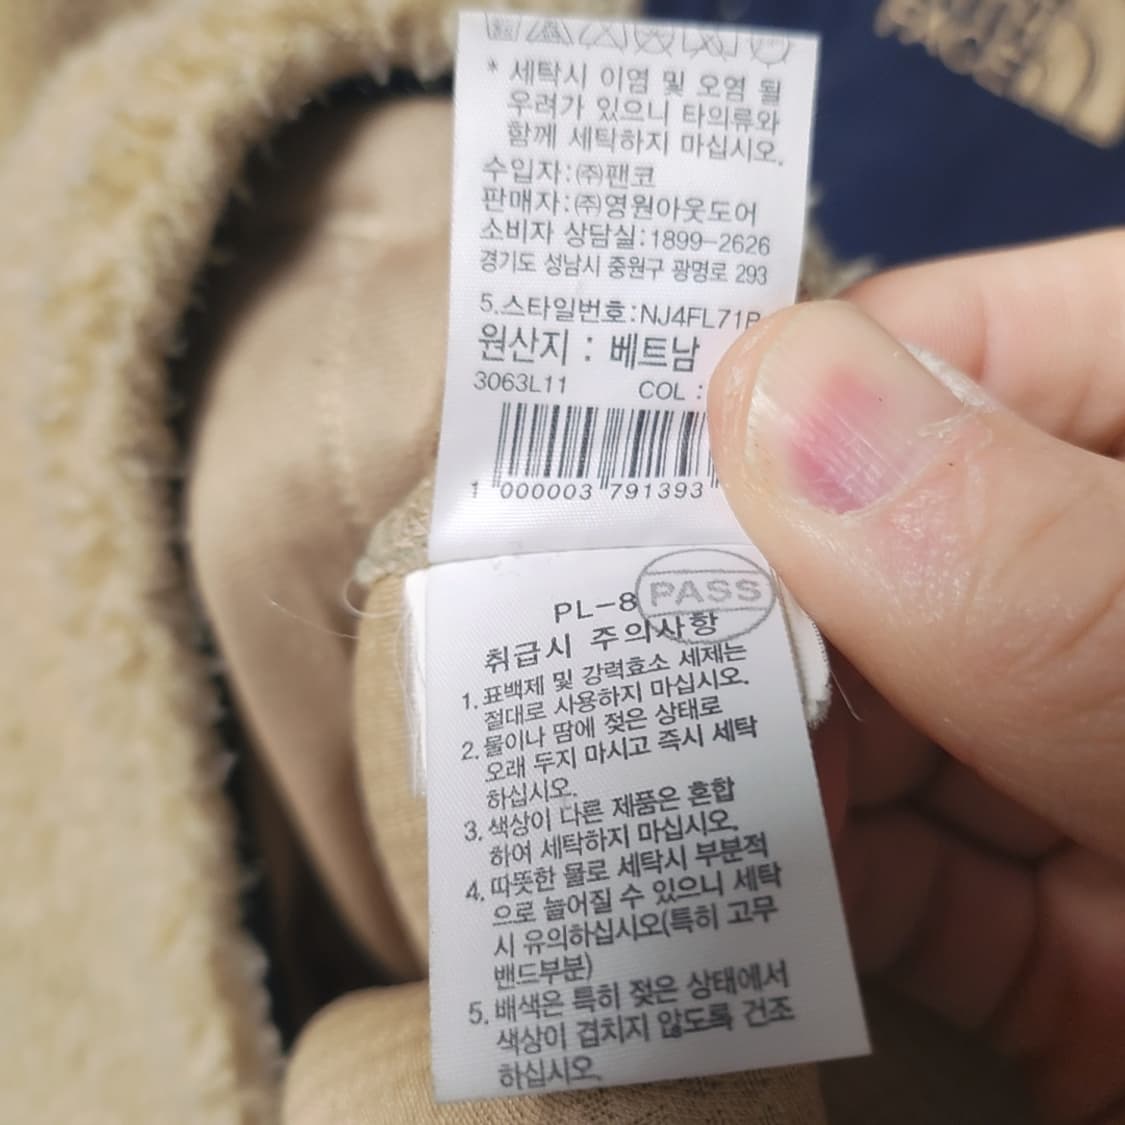 * 세탁시 이염 및 오염 될
우려가 있으니 타의류와
함께 세탁하지 마십시오.
수입자:㈜팬코
판매자:㈜영원아웃도어
소비자 상담실:1899-2626
경기도 성남시 중원구 광명로 293
5.스타일번호:NJ4FL71
원산지 : 베트남
3063L11 COL :
1 000003 791393
PL-8
PASS
취급시 주의사항
1. 표백제 및 강력효소 세제는
절대로 사용하지 마십시오.
2. 물이나 땀에 젖은 상태로
오래 두지 마시고 즉시 세탁
하십시오.
3. 색상이 다른 제품은 혼합
하여 세탁하지 마십시오.
4. 따뜻한 물로 세탁시 부분적
으로 늘어질 수 있으니 세탁
시 유의하십시오(특히 고무
밴드부분)
5. 배색은 특히 젖은 상태에서
색상이 겹치지 않도록 건조
하십시오.